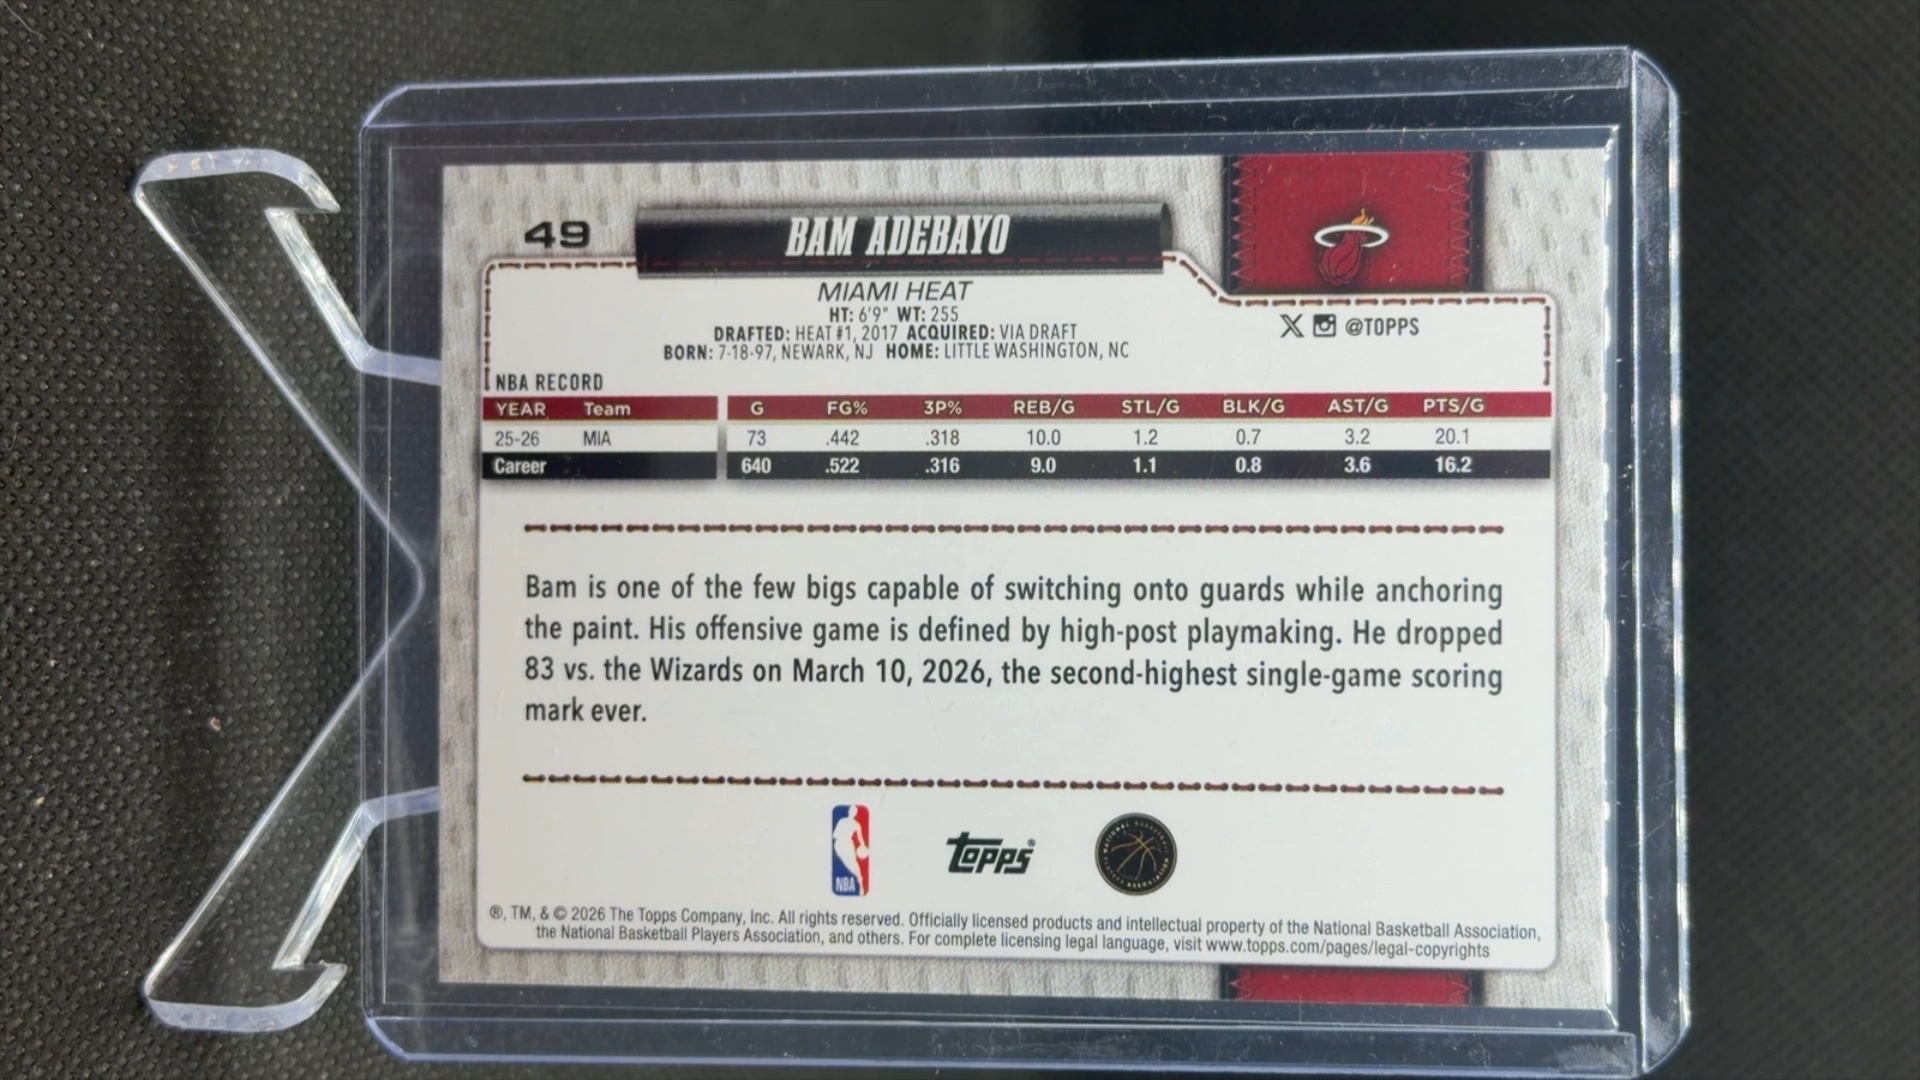 49
BAM ADEBAYO
MIAMI HEAT
HT: 6'9" WT: 255
DRAFTED: HEAT #1, 2017 ACQUIRED: VIA DRAFT
BORN: 7-18-97, NEWARK, NJ HOME: LITTLE WASHINGTON, NC
@TOPPS
NBA RECORD
YEAR Team G FG% 3P% REB/G STL/G BLK/G AST/G PTS/G
25-26 MIA 73 .442 .318 10.0 1.2 0.7 3.2 20.1
Career 640 .522 .316 9.0 1.1 0.8 3.6 16.2
Bam is one of the few bigs capable of switching onto guards while anchoring
the paint. His offensive game is defined by high-post playmaking. He dropped
83 vs. the Wizards on March 10, 2026, the second-highest single-game scoring
mark ever.
NBA
topps®
®, TM, & © 2026 The Topps Company, Inc. All rights reserved. Officially licensed products and intellectual property of the National Basketball Association,
the National Basketball Players Association, and others. For complete licensing legal language, visit www.topps.com/pages/legal-copyrights